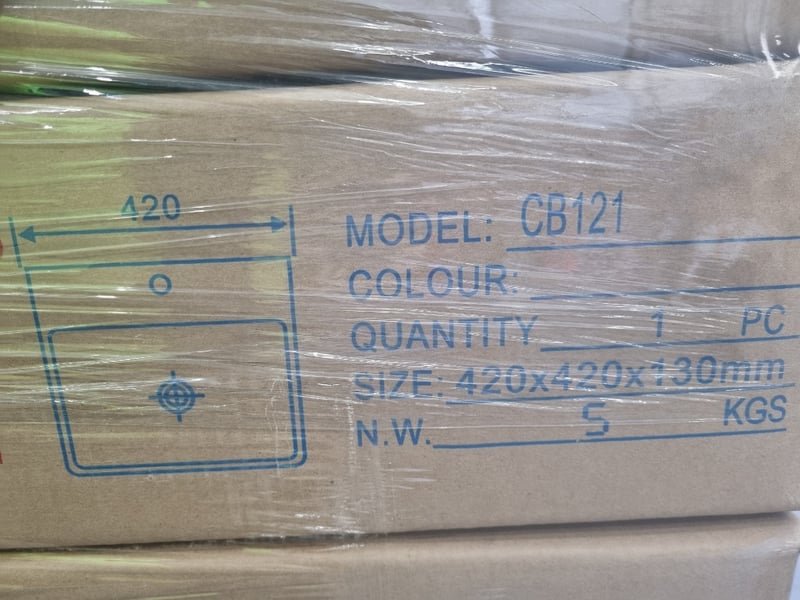 420
MODEL: CB121
COLOUR:
QUANTITY 1 PC
SIZE: 420x420x130mm
N.W. 5 KGS